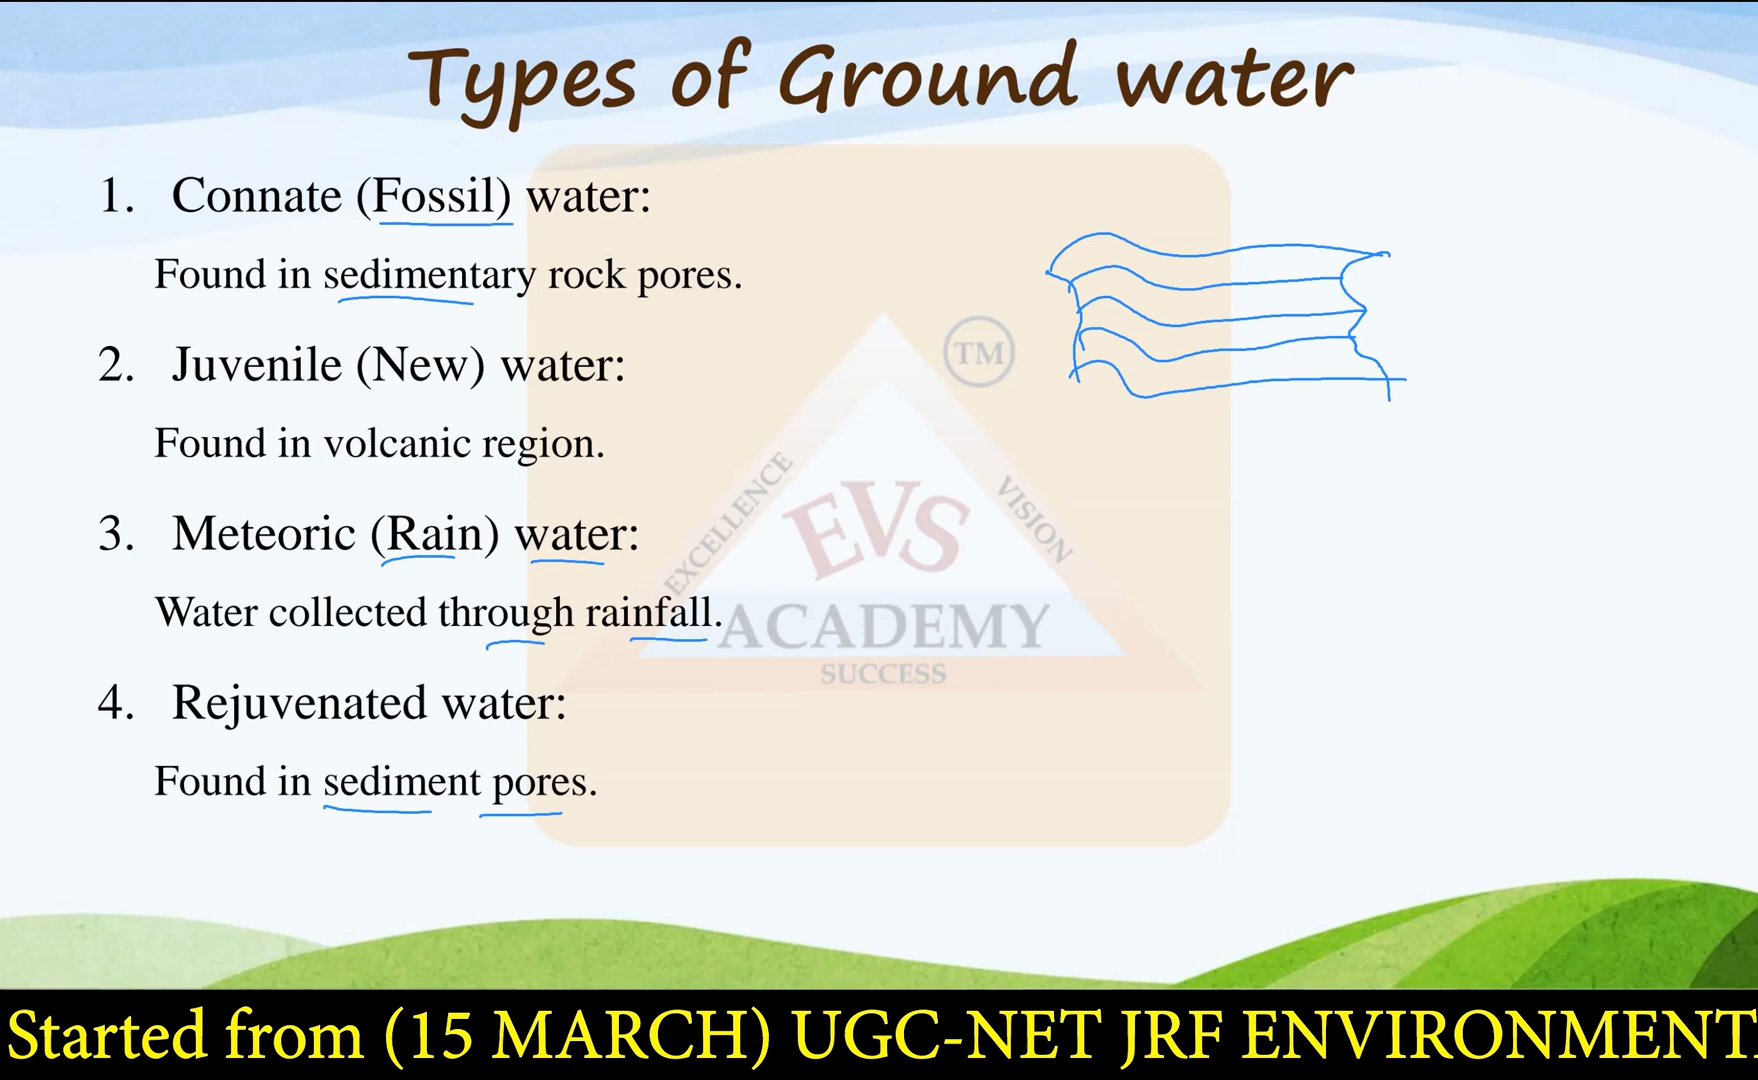 Types of Ground water
1. Connate (Fossil) water:
Found in sedimentary rock pores.
2. Juvenile (New) water:
Found in volcanic region.
3. Meteoric (Rain) water:
Water collected through rainfall.
4. Rejuvenated water:
Found in sediment pores.
TM
EXCELLENCE
VISION
EVS
ACADEMY
SUCCESS
Started from (15 MARCH) UGC-NET JRF ENVIRONMENT